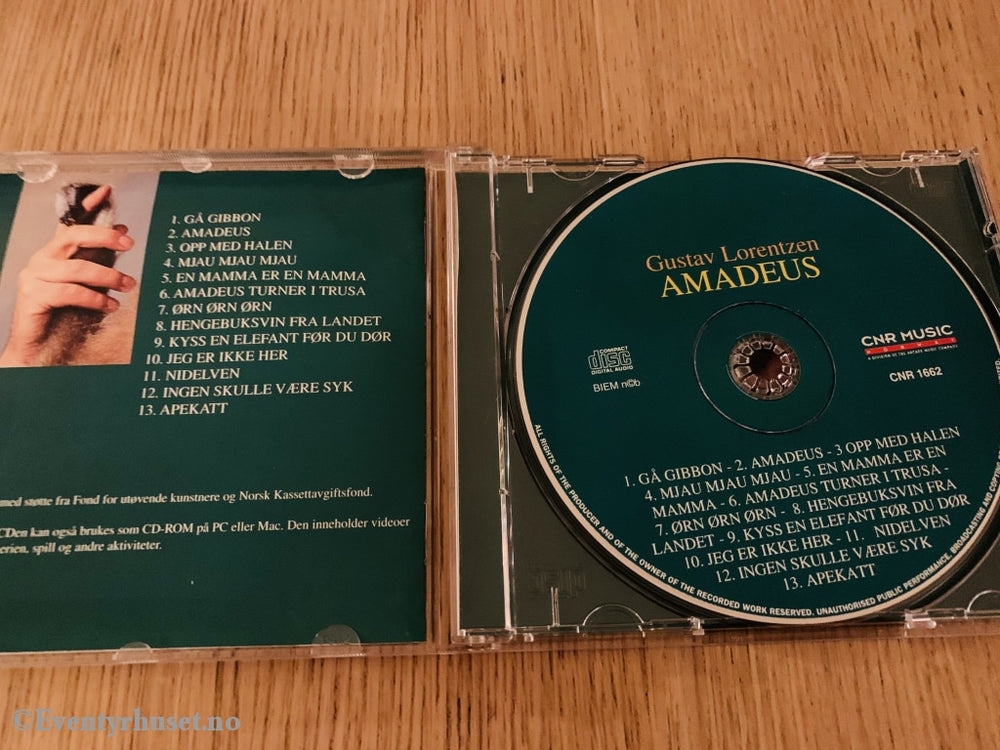 1. GÅ GIBBON
2. AMADEUS
3. OPP MED HALEN
4. MJAU MJAU MJAU
5. EN MAMMA ER EN MAMMA
6. AMADEUS TURNER I TRUSA
7. ØRN ØRN ØRN
8. HENGEBUKSVIN FRA LANDET
9. KYSS EN ELEFANT FØR DU DØR
10. JEG ER IKKE HER
11. NIDELVEN
12. INGEN SKULLE VÆRE SYK
13. APEKATT
med støtte fra Fond for utøvende kunstnere og Norsk Kassettavgiftsfond.
CDen kan også brukes som CD-ROM på PC eller Mac. Den inneholder videoer
erien, spill og andre aktiviteter.
Gustav Lorentzen
AMADEUS
COMPACT
disc
DIGITAL AUDIO
BIEM n©b
CNR MUSIC
NORWAY
A DIVISION OF THE ARCADE MUSIC COMPANY
CNR 1662
1. GÅ GIBBON - 2. AMADEUS - 3 OPP MED HALEN
4. MJAU MJAU MJAU - 5. EN MAMMA ER EN
MAMMA - 6. AMADEUS TURNER I TRUSA -
7. ØRN ØRN ØRN - 8. HENGEBUKSVIN FRA
LANDET - 9. KYSS EN ELEFANT FØR DU DØR
10. JEG ER IKKE HER - 11. NIDELVEN
12. INGEN SKULLE VÆRE SYK
13. APEKATT
ALL RIGHTS OF THE PRODUCER AND OF THE OWNER OF THE RECORDED WORK RESERVED. UNAUTHORISED PUBLIC PERFORMANCE, BROADCASTING AND
©Eventyrhuset.no